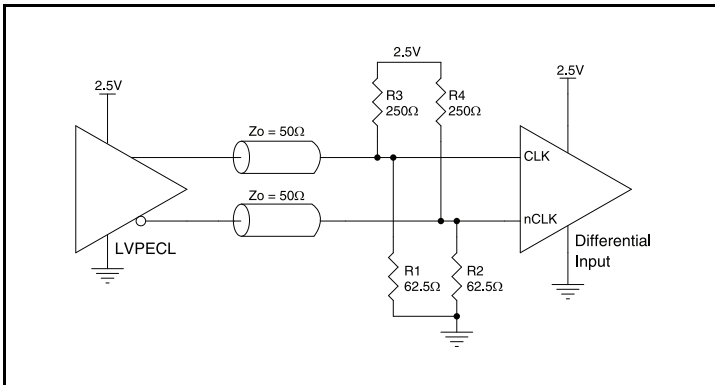 2.5V
2.5V
2.5V
R3
250Ω
R4
250Ω
Zo = 50Ω
CLK
Zo = 50Ω
nCLK
LVPECL
Differential
Input
R1
62.5Ω
R2
62.5Ω